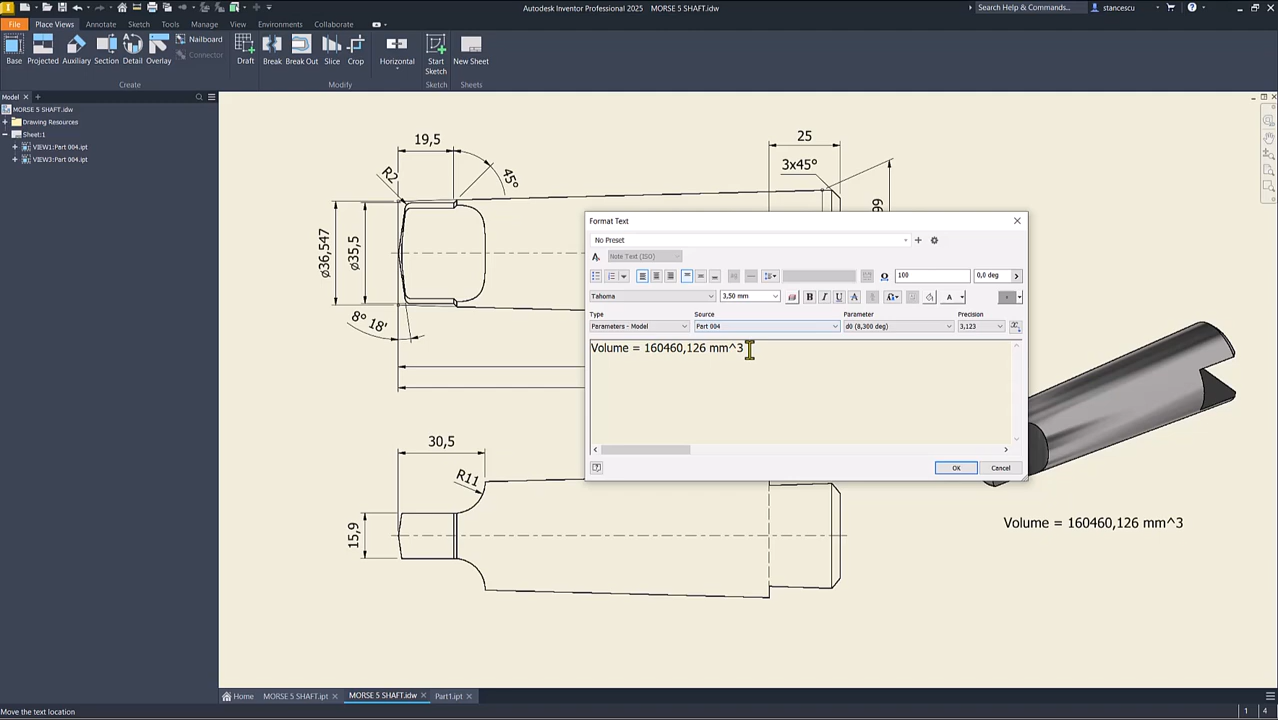 Autodesk Inventor Professional 2025 MORSE 5 SHAFT.idw
Search Help & Commands...
stancescu
File Place Views Annotate Sketch Tools Manage View Environments Collaborate
Base Projected Auxiliary Section Detail Overlay
Nailboard
Connector
Draft Break Break Out Slice Crop Horizontal Start Sketch New Sheet
Create Modify Sketch Sheets
Model
MORSE 5 SHAFT.idw
Drawing Resources
Sheet:1
VIEW1:Part 004.ipt
VIEW3:Part 004.ipt
19,5
25
3x45°
R2
45°
ø36,547
ø35,5
8° 18'
Format Text
No Preset
Note Text (ISO)
100
0,0 deg
Tahoma
3,50 mm
B I U A
Type Source Parameter Precision
Parameters - Model Part 004 d0 (8,300 deg) 3,123
Volume = 160460,126 mm^3
OK Cancel
30,5
R11
15,9
Volume = 160460,126 mm^3
Home MORSE 5 SHAFT.ipt MORSE 5 SHAFT.idw Part1.ipt
Move the text location
1 4